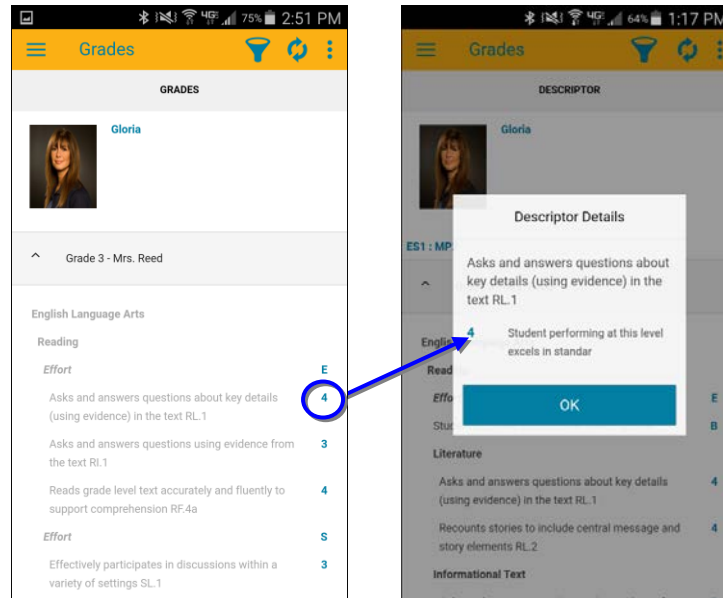 4G 75% 2:51 PM
Grades
GRADES
Gloria
Grade 3 - Mrs. Reed
English Language Arts
Reading
Effort E
Asks and answers questions about key details 4
(using evidence) in the text RL.1
Asks and answers questions using evidence from 3
the text RI.1
Reads grade level text accurately and fluently to 4
support comprehension RF.4a
Effort S
Effectively participates in discussions within a 3
variety of settings SL.1
4G 64% 1:17 PM
Grades
DESCRIPTOR
Gloria
ES1 : MP
Descriptor Details
Asks and answers questions about
key details (using evidence) in the
text RL.1
4 Student performing at this level
excels in standar
OK
Englis
Read
Effo E
Stud B
Literature
Asks and answers questions about key details 4
(using evidence) in the text RL.1
Recounts stories to include central message and 4
story elements RL.2
Informational Text